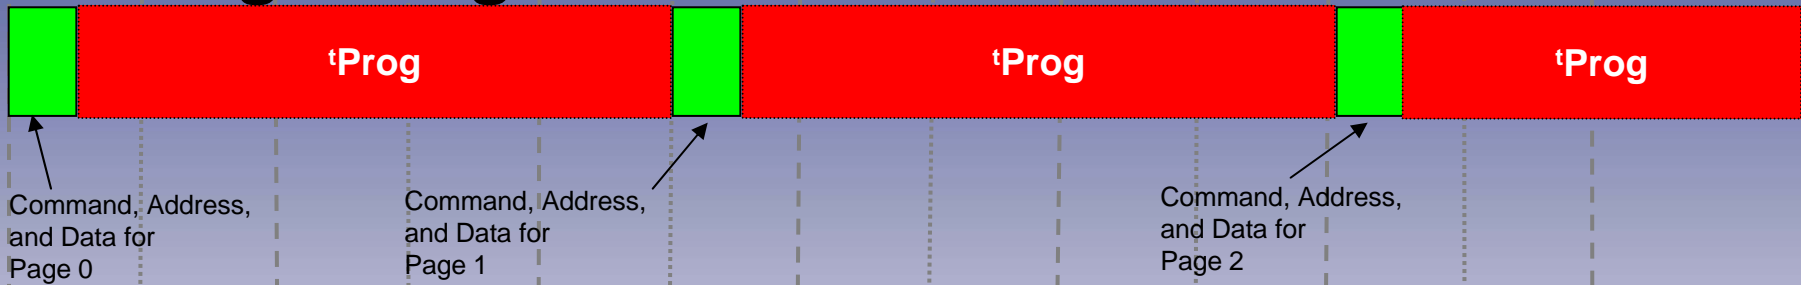 tProg tProg tProg
Command, Address,
and Data for
Page 0
Command, Address,
and Data for
Page 1
Command, Address,
and Data for
Page 2